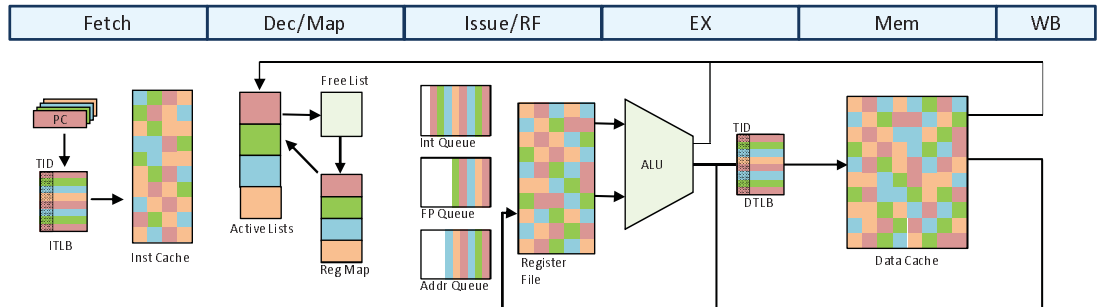 Fetch
Dec/Map
Issue/RF
EX
Mem
WB
PC
TID
ITLB
Inst Cache
Free List
Active Lists
Reg Map
Int Queue
FP Queue
Addr Queue
Register
File
ALU
TID
DTLB
Data Cache